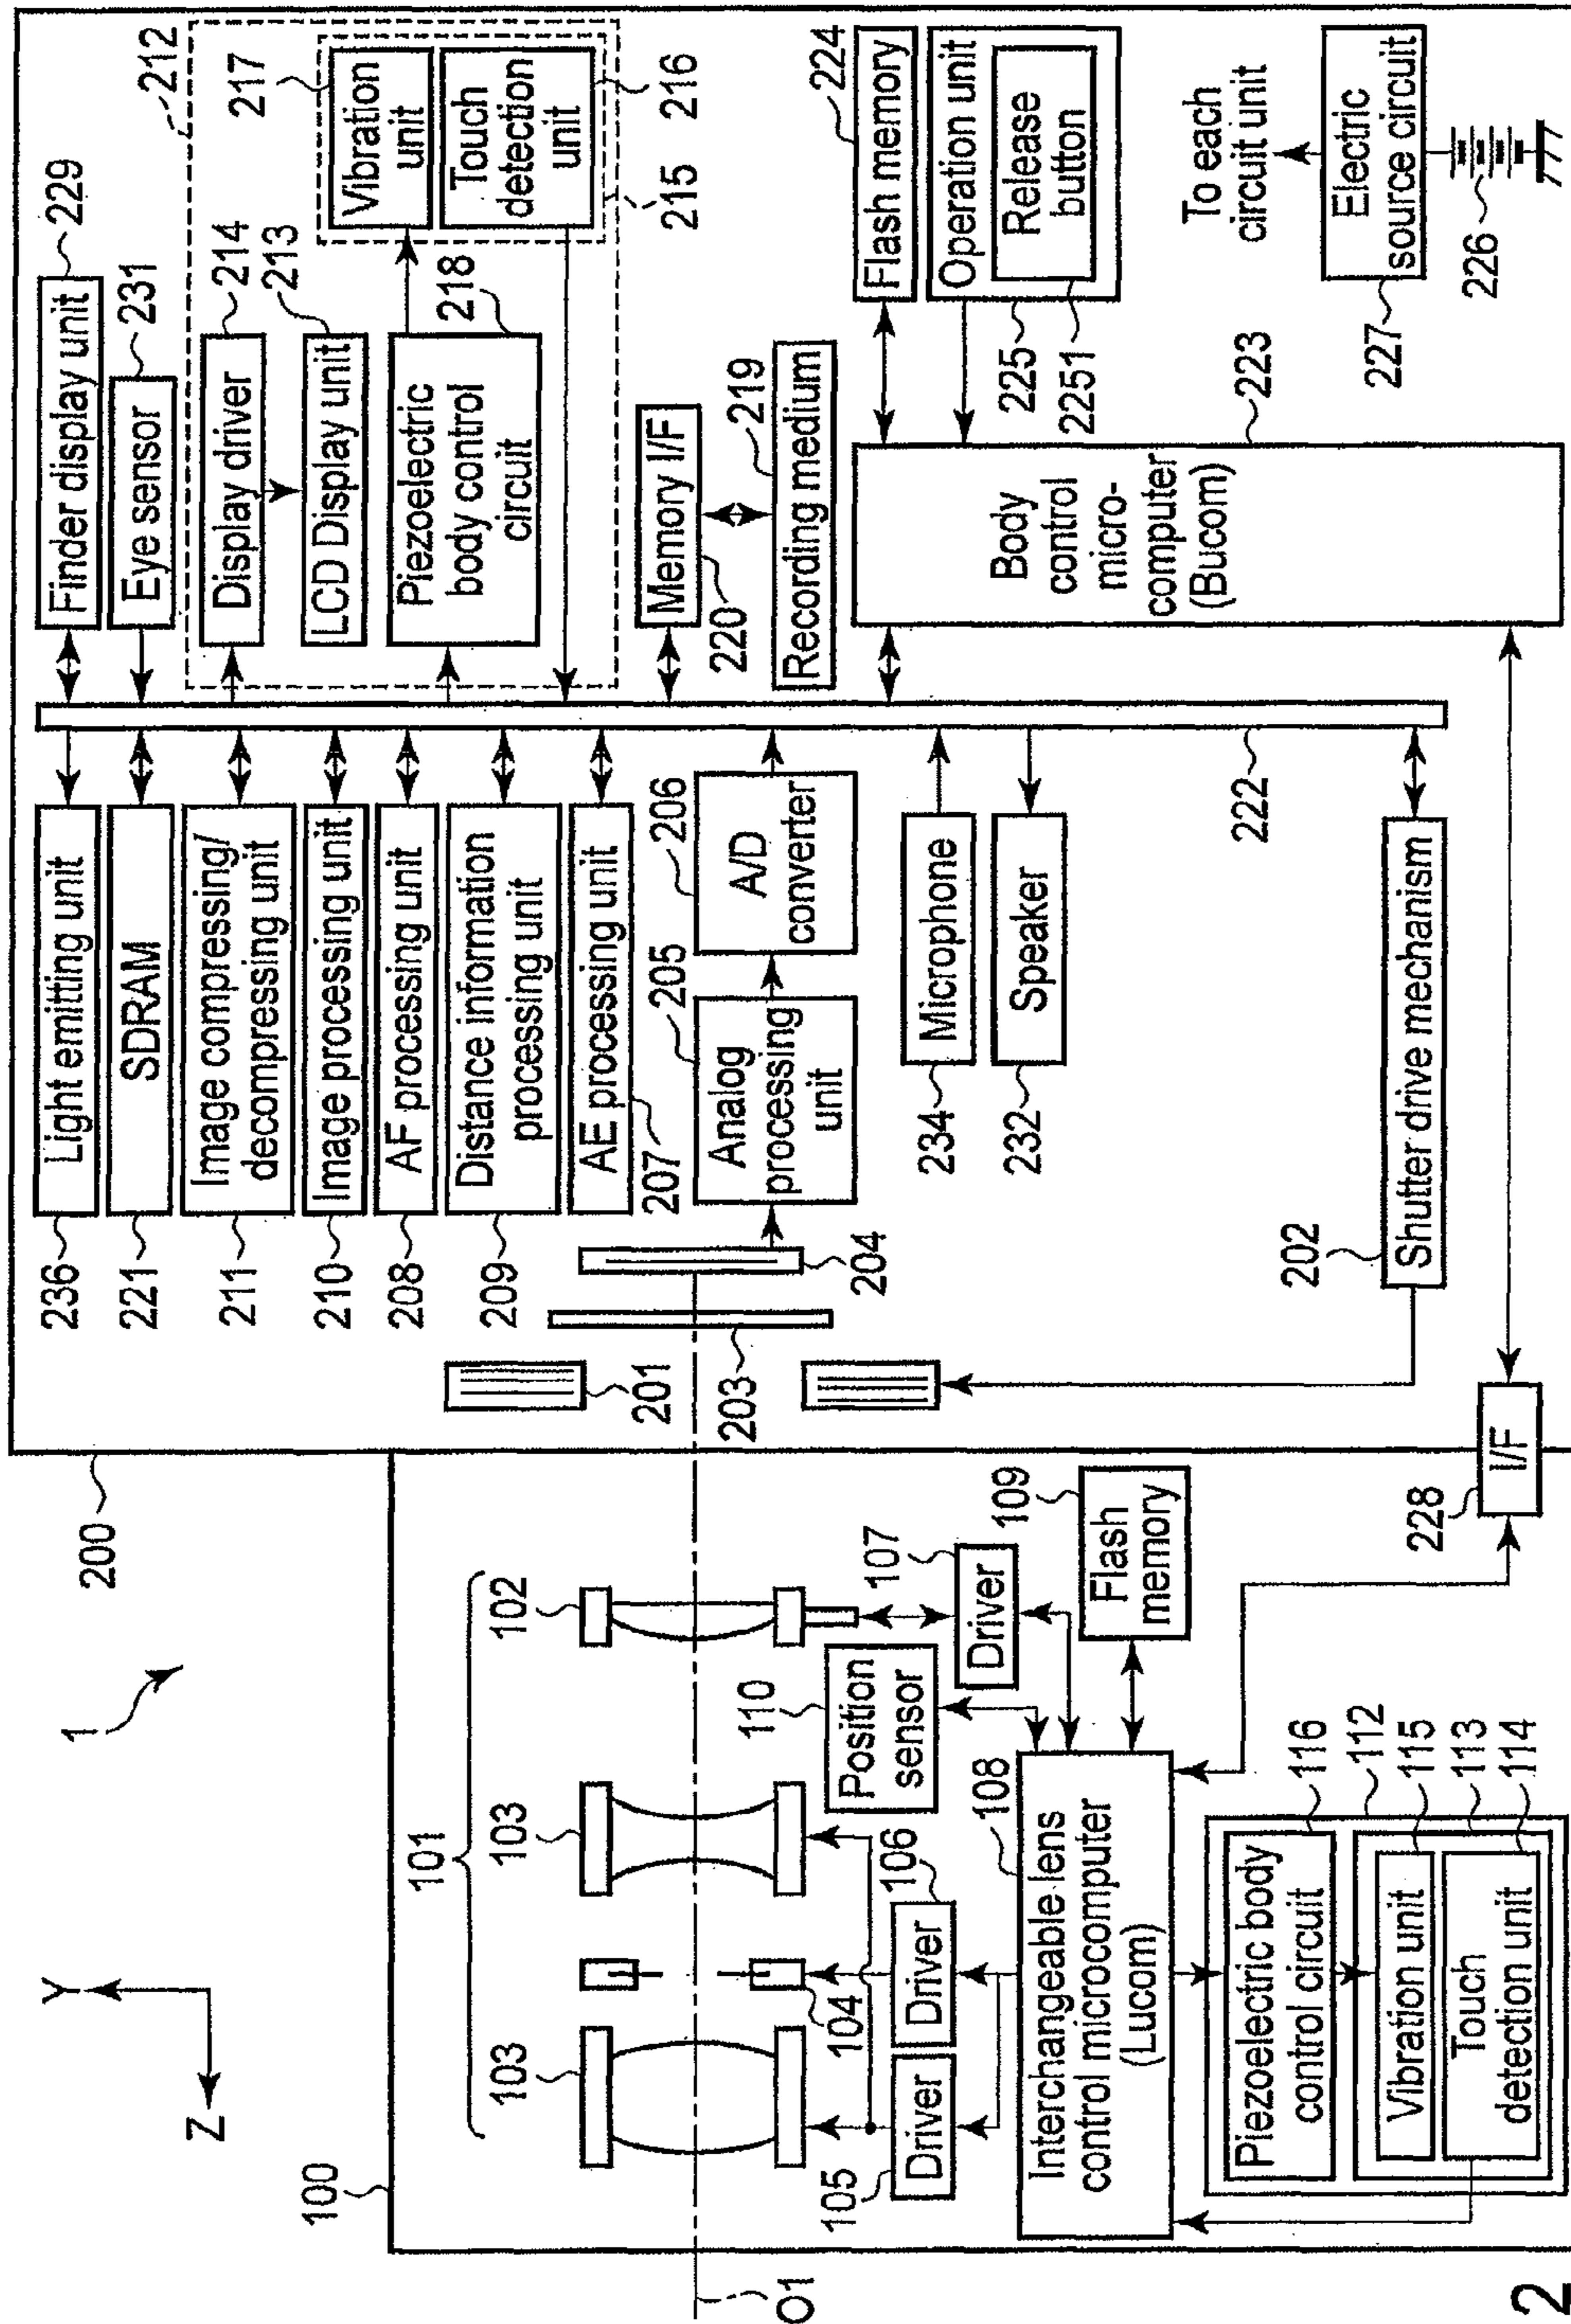 1
200
100
Y
Z
O1
101
103
103
102
104
105
Driver
106
Driver
110
Position
sensor
107
Driver
109
Flash
memory
108
Interchangeable lens
control microcomputer
(Lucom)
Piezoelectric body
control circuit
116
112
Vibration unit
115
113
Touch
detection unit
114
228
I/F
236
Light emitting unit
221
SDRAM
211
Image compressing/
decompressing unit
210
Image processing unit
208
AF processing unit
209
Distance information
processing unit
AE processing unit
207
201
203
204
Analog
processing
unit
205
A/D
converter
206
234
Microphone
232
Speaker
202
Shutter drive mechanism
222
Finder display unit
229
Eye sensor
231
212
Display driver
214
LCD Display unit
213
Piezoelectric
body control
circuit
218
217
Vibration
unit
Touch
detection
unit
216
215
Memory I/F
220
219
Recording medium
Flash memory
224
Operation unit
Release
button
225
2251
Body
control
micro-
computer
(Bucom)
223
To each
circuit unit
Electric
source circuit
227
226
2